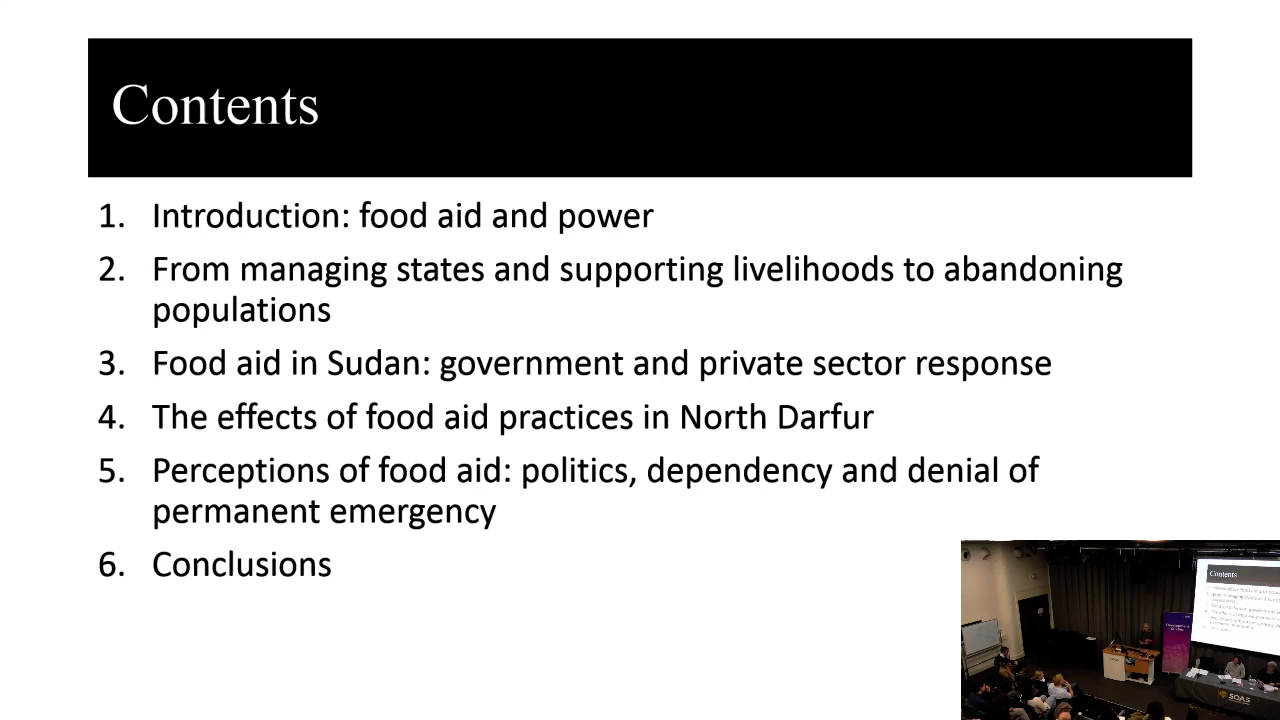 Contents
1. Introduction: food aid and power
2. From managing states and supporting livelihoods to abandoning
populations
3. Food aid in Sudan: government and private sector response
4. The effects of food aid practices in North Darfur
5. Perceptions of food aid: politics, dependency and denial of
permanent emergency
6. Conclusions
Contents
SOAS